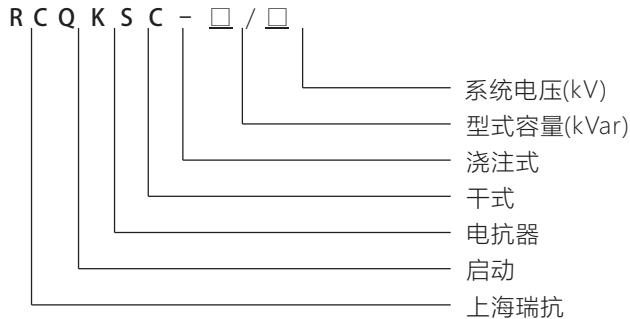 RCQKSC-□/□
系统电压(kV)
型式容量(kVar)
浇注式
干式
电抗器
启动
上海瑞抗